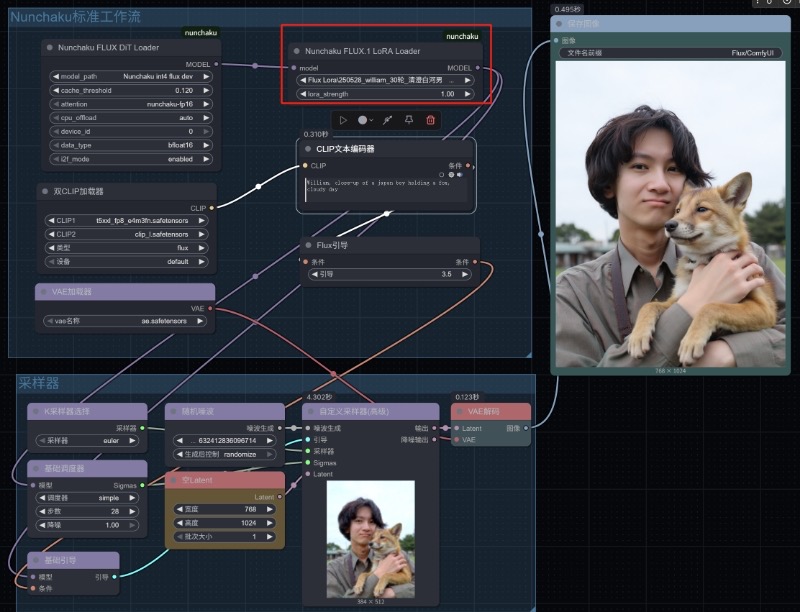 Nunchaku标准工作流
nunchaku
Nunchaku FLUX DiT Loader
MODEL
model_path Nunchaku int4 flux dev
cache_threshold 0.120
attention nunchaku-fp16
cpu_offload auto
device_id 0
data_type bfloat16
i2f_mode enabled
nunchaku
Nunchaku FLUX.1 LoRA Loader
model MODEL
Flux Lora\250528_william_30轮_清澄白河男 ...
lora_strength 1.00
0.310秒
CLIP文本编码器
CLIP 条件
William, close-up of a japan boy holding a fox,
cloudy day
双CLIP加载器
CLIP
CLIP1 t5xxl_fp8_e4m3fn.safetensors
CLIP2 clip_l.safetensors
类型 flux
设备 default
Flux引导
条件 条件
引导 3.5
VAE加载器
VAE
vae名称 ae.safetensors
0.495秒
保存图像
图像
文件名前缀 Flux/ComfyUI
768 × 1024
采样器
K采样器选择
采样器
采样器 euler
基础调度器
模型 Sigmas
调度器 simple
步数 28
降噪 1.00
基础引导
模型 引导
条件
随机噪波
噪波生成
... 632412836096714
生成后控制 randomize
空Latent
Latent
宽度 768
高度 1024
批次大小 1
4.302秒
自定义采样器(高级)
噪波生成 输出
引导 降噪输出
采样器
Sigmas
Latent
384 × 512
0.123秒
VAE解码
Latent 图像
VAE